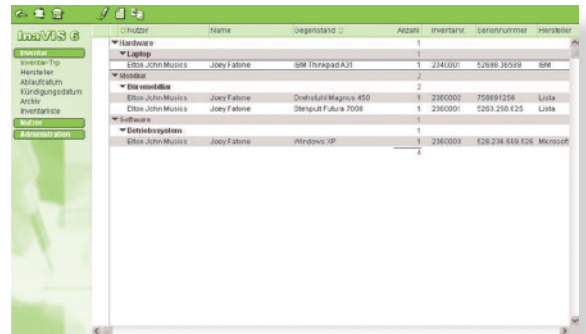 InaVIS 6
Inventar
Inventar-Typ
Hersteller
Ablaufdatum
Kündigungsdatum
Archiv
Inventarliste
Nutzer
Administration
Nutzer Name Gegenstand Anzahl Inventarnr. Seriennummer Hersteller
Hardware 1
Laptop 1
Elton John Musics Joey Fatone IBM Thinkpad A31 1 2340001 IBM
Mobiliar 2
Büromobiliar 2
Elton John Musics Joey Fatone Drehstuhl Magnus 450 1 2360002 Lista
Elton John Musics Joey Fatone Stehpult Futura 7008 1 2360001 Lista
Software 1
Betriebssystem 1
Elton John Musics Joey Fatone Windows XP 1 2360003 Microsoft
4